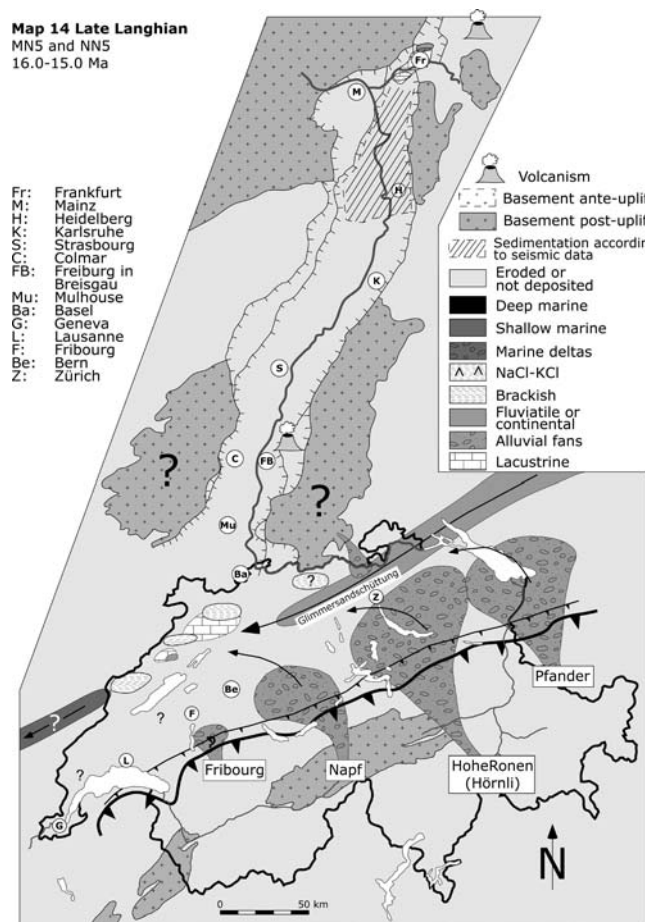 Map 14 Late Langhian
MN5 and NN5
16.0-15.0 Ma
Fr: Frankfurt
M: Mainz
H: Heidelberg
K: Karlsruhe
S: Strasbourg
C: Colmar
FB: Freiburg in
Breisgau
Mu: Mulhouse
Ba: Basel
G: Geneva
L: Lausanne
F: Fribourg
Be: Bern
Z: Zürich
Volcanism
Basement ante-uplif
Basement post-uplif
Sedimentation accordin
to seismic data
Eroded or
not deposited
Deep marine
Shallow marine
Marine deltas
NaCl-KCl
Brackish
Fluviatile or
continental
Alluvial fans
Lacustrine
Fr
M
H
K
S
?
C
FB
?
Mu
Ba
?
Glimmersandschüttung
Z
Pfander
Be
?
?
F
L
Fribourg
Napf
HoheRonen
(Hörnli)
?
G
N
0
50 km